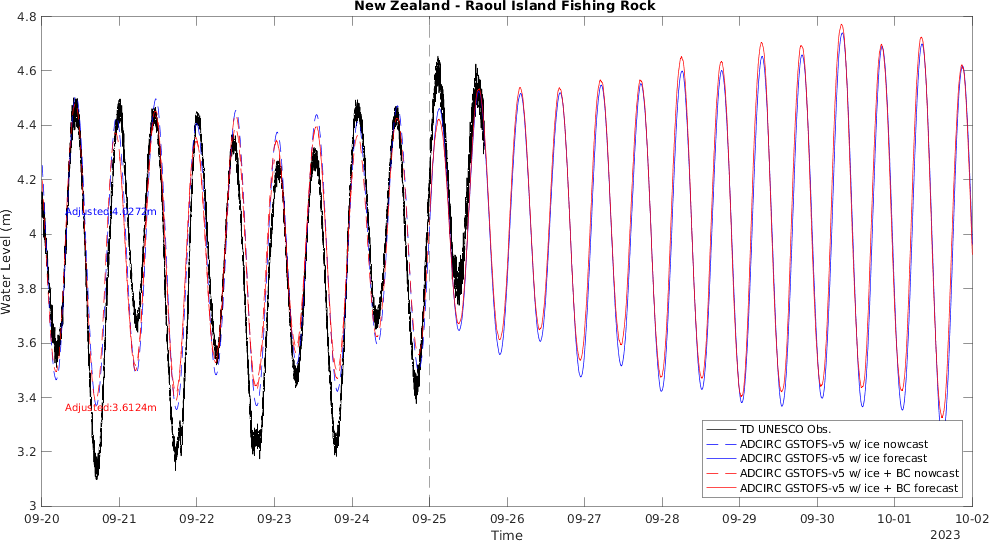 New Zealand - Raoul Island Fishing Rock
4.8
4.6
4.4
4.2
4
3.8
3.6
3.4
3.2
3
Water Level (m)
Adjusted:4.0272m
Adjusted:3.6124m
TD UNESCO Obs.
ADCIRC GSTOFS-v5 w/ ice nowcast
ADCIRC GSTOFS-v5 w/ ice forecast
ADCIRC GSTOFS-v5 w/ ice + BC nowcast
ADCIRC GSTOFS-v5 w/ ice + BC forecast
09-20 09-21 09-22 09-23 09-24 09-25 09-26 09-27 09-28 09-29 09-30 10-01 10-02
Time
2023